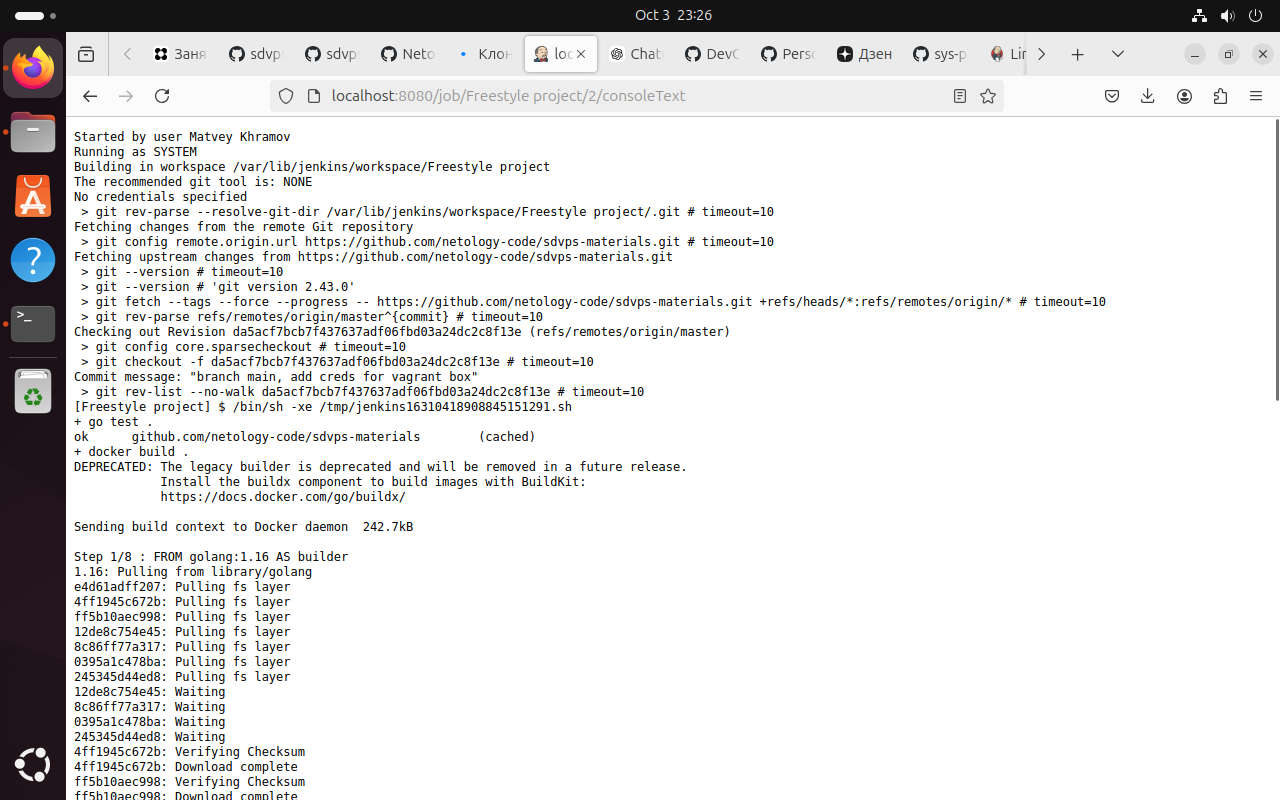 Oct 3 23:26
Заня
sdvp
sdvp
Neto
Клон
loc
Chat
DevO
Perso
Дзен
sys-p
Lin
localhost:8080/job/Freestyle project/2/consoleText
Started by user Matvey Khramov
Running as SYSTEM
Building in workspace /var/lib/jenkins/workspace/Freestyle project
The recommended git tool is: NONE
No credentials specified
 > git rev-parse --resolve-git-dir /var/lib/jenkins/workspace/Freestyle project/.git # timeout=10
Fetching changes from the remote Git repository
 > git config remote.origin.url https://github.com/netology-code/sdvps-materials.git # timeout=10
Fetching upstream changes from https://github.com/netology-code/sdvps-materials.git
 > git --version # timeout=10
 > git --version # 'git version 2.43.0'
 > git fetch --tags --force --progress -- https://github.com/netology-code/sdvps-materials.git +refs/heads/*:refs/remotes/origin/* # timeout=10
 > git rev-parse refs/remotes/origin/master^{commit} # timeout=10
Checking out Revision da5acf7bcb7f437637adf06fbd03a24dc2c8f13e (refs/remotes/origin/master)
 > git config core.sparsecheckout # timeout=10
 > git checkout -f da5acf7bcb7f437637adf06fbd03a24dc2c8f13e # timeout=10
Commit message: "branch main, add creds for vagrant box"
 > git rev-list --no-walk da5acf7bcb7f437637adf06fbd03a24dc2c8f13e # timeout=10
[Freestyle project] $ /bin/sh -xe /tmp/jenkins16310418908845151291.sh
+ go test .
ok github.com/netology-code/sdvps-materials (cached)
+ docker build .
DEPRECATED: The legacy builder is deprecated and will be removed in a future release.
Install the buildx component to build images with BuildKit:
https://docs.docker.com/go/buildx/
Sending build context to Docker daemon 242.7kB
Step 1/8 : FROM golang:1.16 AS builder
1.16: Pulling from library/golang
e4d61adff207: Pulling fs layer
4ff1945c672b: Pulling fs layer
ff5b10aec998: Pulling fs layer
12de8c754e45: Pulling fs layer
8c86ff77a317: Pulling fs layer
0395a1c478ba: Pulling fs layer
245345d44ed8: Pulling fs layer
12de8c754e45: Waiting
8c86ff77a317: Waiting
0395a1c478ba: Waiting
245345d44ed8: Waiting
4ff1945c672b: Verifying Checksum
4ff1945c672b: Download complete
ff5b10aec998: Verifying Checksum
ff5b10aec998: Download complete